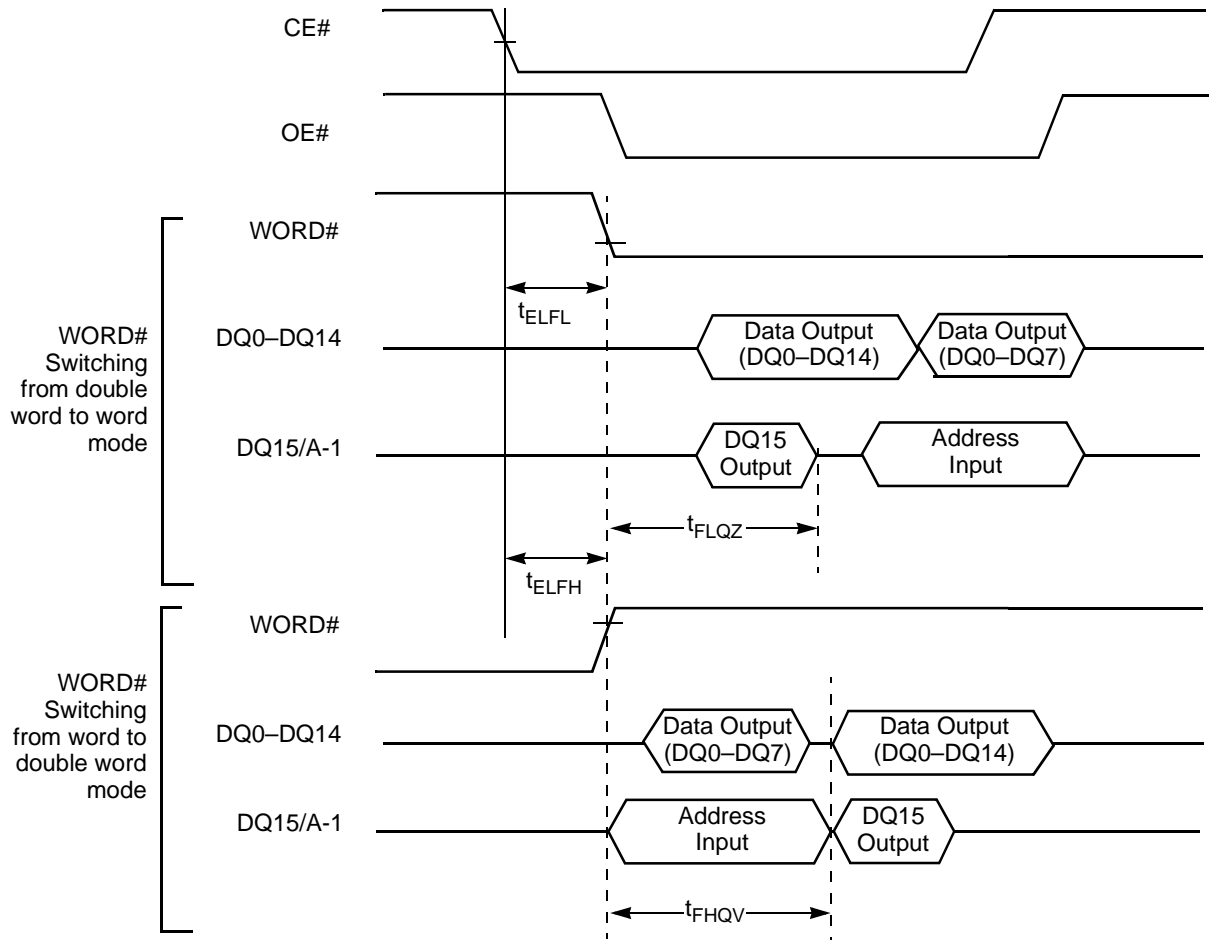 CE#
OE#
WORD#
tELFL
WORD#
Switching
from double
word to word
mode
DQ0–DQ14
Data Output
(DQ0–DQ14)
Data Output
(DQ0–DQ7)
DQ15/A-1
DQ15
Output
Address
Input
tFLQZ
tELFH
WORD#
WORD#
Switching
from word to
double word
mode
DQ0–DQ14
Data Output
(DQ0–DQ7)
Data Output
(DQ0–DQ14)
DQ15/A-1
Address
Input
DQ15
Output
tFHQV